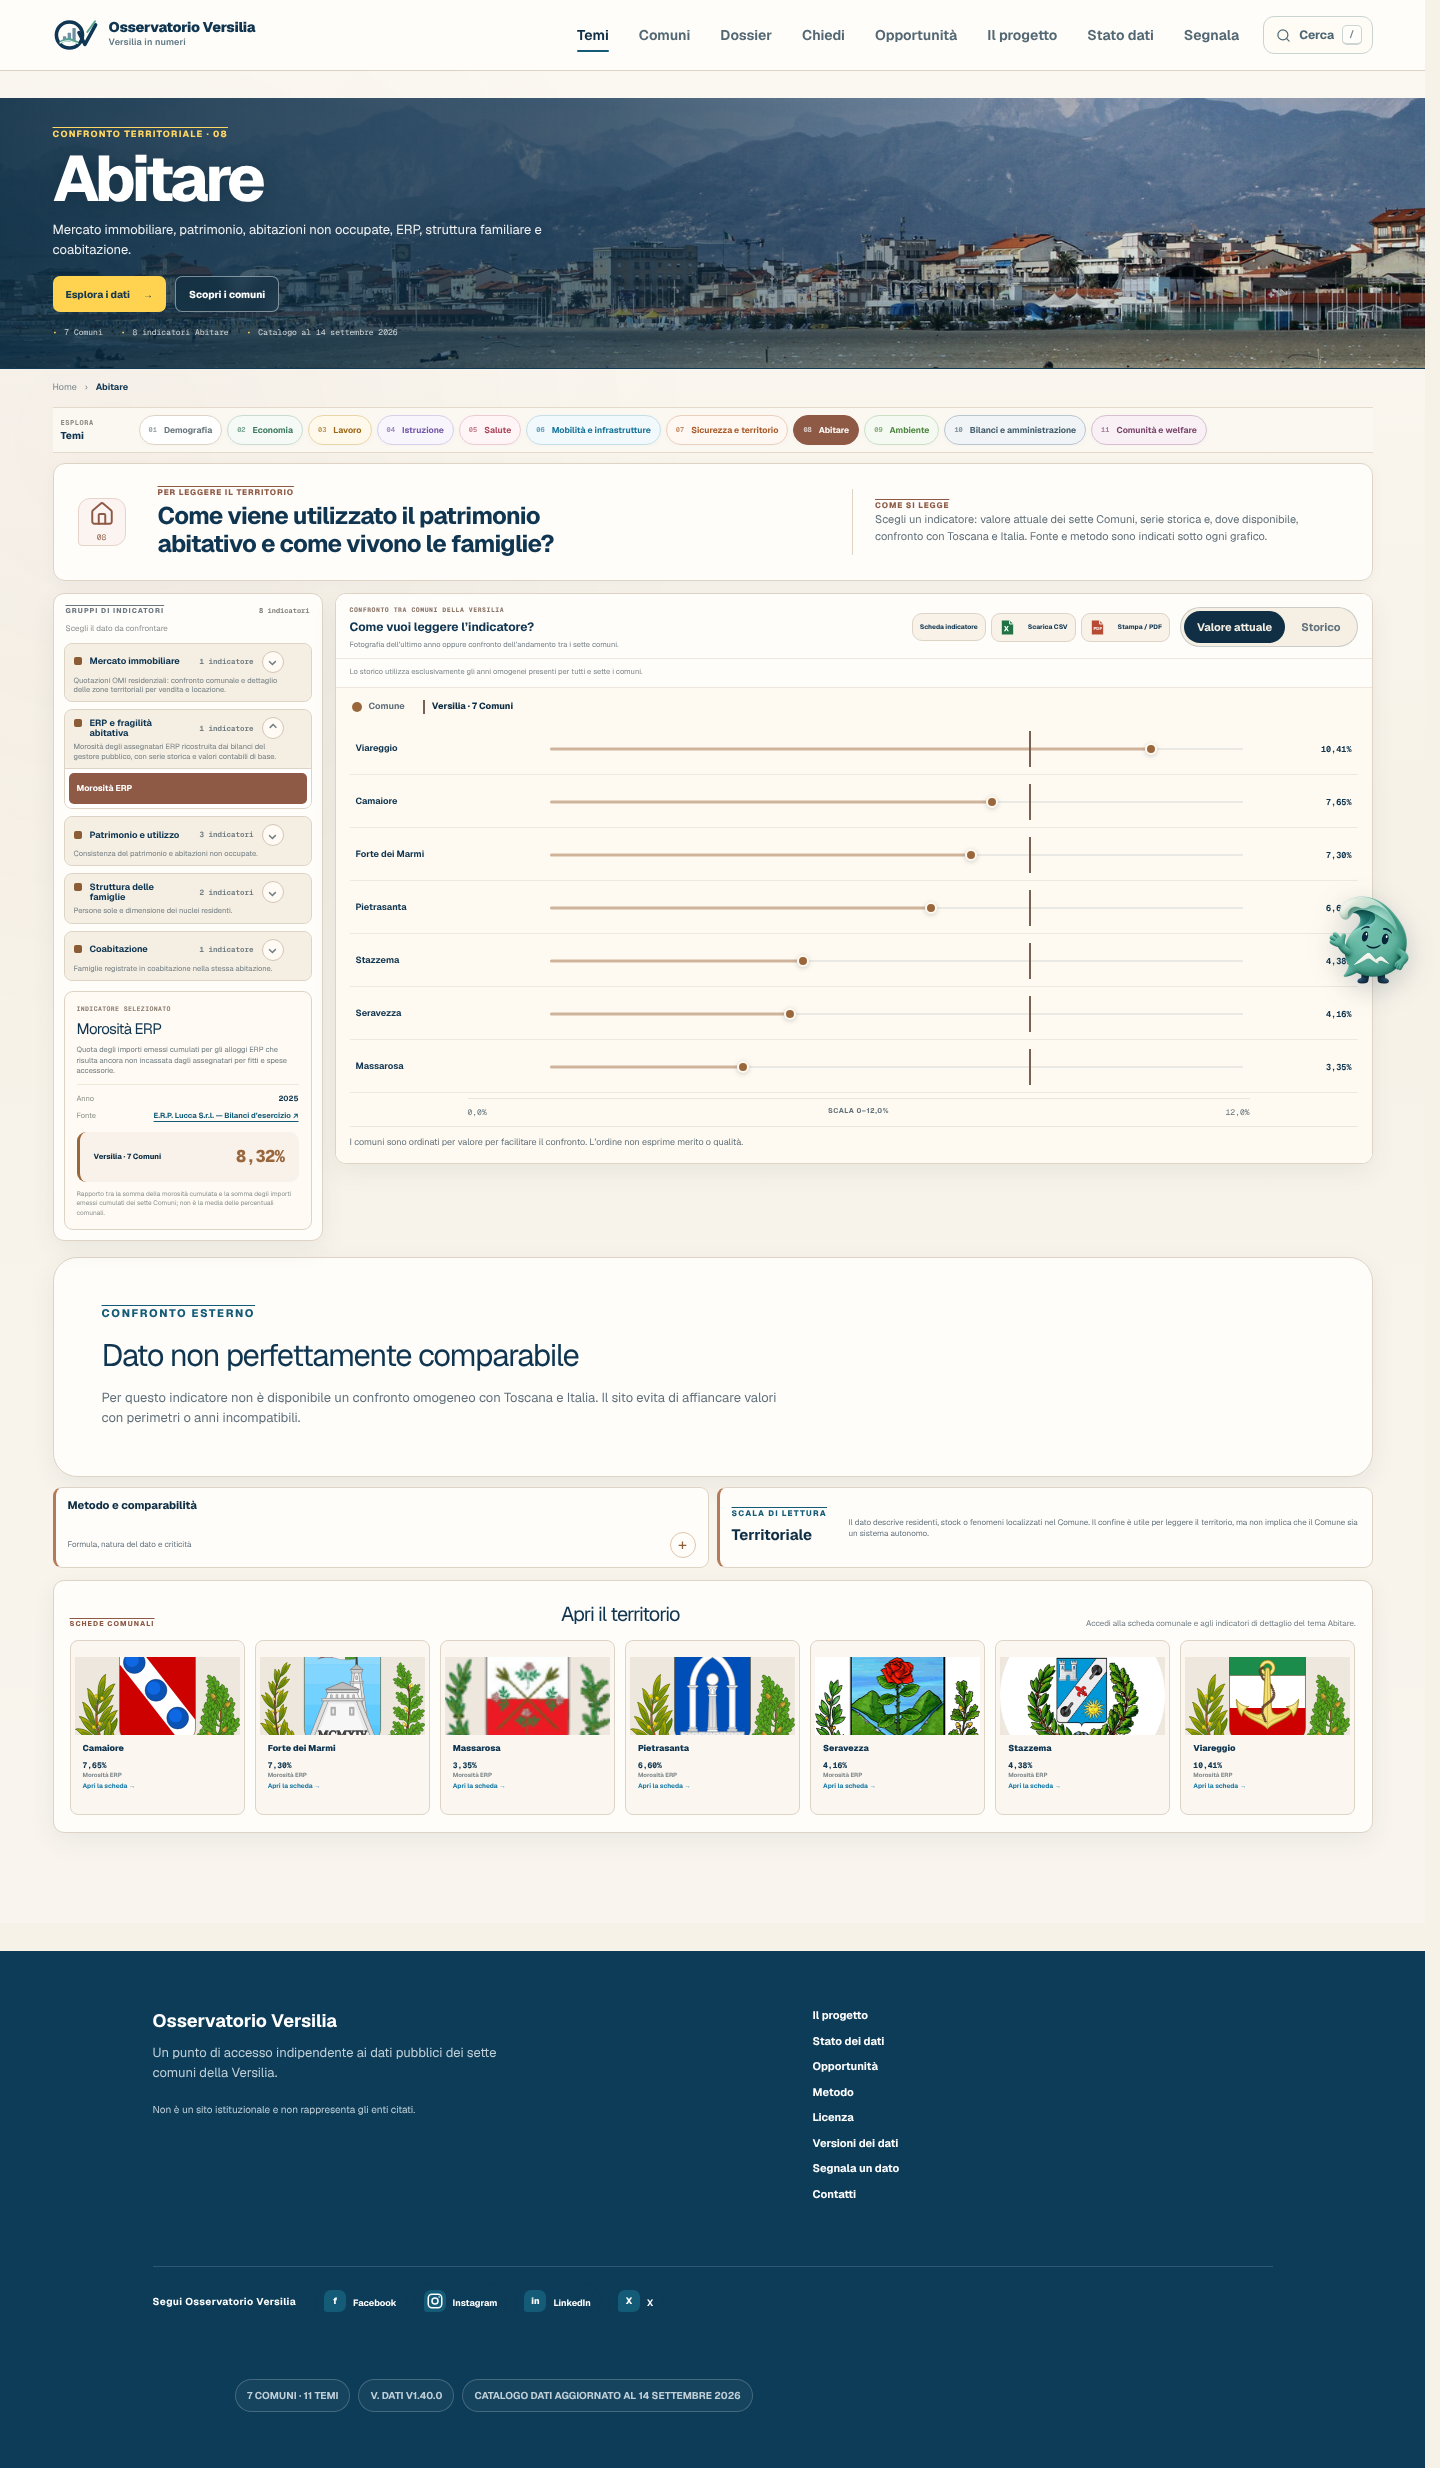 Osservatorio Versilia
Versilia in numeri
Temi
Comuni
Dossier
Chiedi
Opportunità
Il progetto
Stato dati
Segnala
Cerca /
CONFRONTO TERRITORIALE · 08
Abitare
Mercato immobiliare, patrimonio, abitazioni non occupate, ERP, struttura familiare e
coabitazione.
Esplora i dati →
Scopri i comuni
• 7 Comuni • 8 indicatori Abitare • Catalogo al 14 settembre 2026
Home › Abitare
ESPLORA
Temi
01 Demografia
02 Economia
03 Lavoro
04 Istruzione
05 Salute
06 Mobilità e infrastrutture
07 Sicurezza e territorio
08 Abitare
09 Ambiente
10 Bilanci e amministrazione
11 Comunità e welfare
08
PER LEGGERE IL TERRITORIO
Come viene utilizzato il patrimonio
abitativo e come vivono le famiglie?
COME SI LEGGE
Scegli un indicatore: valore attuale dei sette Comuni, serie storica e, dove disponibile,
confronto con Toscana e Italia. Fonte e metodo sono indicati sotto ogni grafico.
GRUPPI DI INDICATORI
8 indicatori
Scegli il dato da confrontare
Mercato immobiliare
1 indicatore
Quotazioni OMI residenziali: confronto comunale e dettaglio
delle zone territoriali per vendita e locazione.
ERP e fragilità
abitativa
1 indicatore
Morosità degli assegnatari ERP ricostruita dai bilanci del
gestore pubblico, con serie storica e valori contabili di base.
Morosità ERP
Patrimonio e utilizzo
3 indicatori
Consistenza del patrimonio e abitazioni non occupate.
Struttura delle
famiglie
2 indicatori
Persone sole e dimensione dei nuclei residenti.
Coabitazione
1 indicatore
Famiglie registrate in coabitazione nella stessa abitazione.
INDICATORE SELEZIONATO
Morosità ERP
Quota degli importi emessi cumulati per gli alloggi ERP che
risulta ancora non incassata dagli assegnatari per fitti e spese
accessorie.
Anno 2025
Fonte E.R.P. Lucca S.r.l. — Bilanci d'esercizio ↗
Versilia · 7 Comuni 8,32%
Rapporto tra la somma della morosità cumulata e la somma degli importi
emessi cumulati dei sette Comuni; non è la media delle percentuali
comunali.
CONFRONTO TRA COMUNI DELLA VERSILIA
Come vuoi leggere l'indicatore?
Fotografia dell'ultimo anno oppure confronto dell'andamento tra i sette comuni.
Scheda indicatore
Scarica CSV
Stampa / PDF
Valore attuale
Storico
Lo storico utilizza esclusivamente gli anni omogenei presenti per tutti e sette i comuni.
Comune
Versilia · 7 Comuni
Viareggio 10,41%
Camaiore 7,65%
Forte dei Marmi 7,30%
Pietrasanta 6,6
Stazzema 4,38
Seravezza 4,16%
Massarosa 3,35%
0,0% SCALA 0–12,0% 12,0%
I comuni sono ordinati per valore per facilitare il confronto. L'ordine non esprime merito o qualità.
CONFRONTO ESTERNO
Dato non perfettamente comparabile
Per questo indicatore non è disponibile un confronto omogeneo con Toscana e Italia. Il sito evita di affiancare valori
con perimetri o anni incompatibili.
Metodo e comparabilità
Formula, natura del dato e criticità
+
SCALA DI LETTURA
Territoriale
Il dato descrive residenti, stock o fenomeni localizzati nel Comune. Il confine è utile per leggere il territorio, ma non implica che il Comune sia
un sistema autonomo.
SCHEDE COMUNALI
Apri il territorio
Accedi alla scheda comunale e agli indicatori di dettaglio del tema Abitare.
Camaiore
7,65%
Morosità ERP
Apri la scheda →
MCMXIV
Forte dei Marmi
7,30%
Morosità ERP
Apri la scheda →
Massarosa
3,35%
Morosità ERP
Apri la scheda →
Pietrasanta
6,60%
Morosità ERP
Apri la scheda →
Seravezza
4,16%
Morosità ERP
Apri la scheda →
Stazzema
4,38%
Morosità ERP
Apri la scheda →
Viareggio
10,41%
Morosità ERP
Apri la scheda →
Osservatorio Versilia
Un punto di accesso indipendente ai dati pubblici dei sette
comuni della Versilia.
Non è un sito istituzionale e non rappresenta gli enti citati.
Il progetto
Stato dei dati
Opportunità
Metodo
Licenza
Versioni dei dati
Segnala un dato
Contatti
Segui Osservatorio Versilia
f Facebook
Instagram
in LinkedIn
X X
7 COMUNI · 11 TEMI
V. DATI V1.40.0
CATALOGO DATI AGGIORNATO AL 14 SETTEMBRE 2026